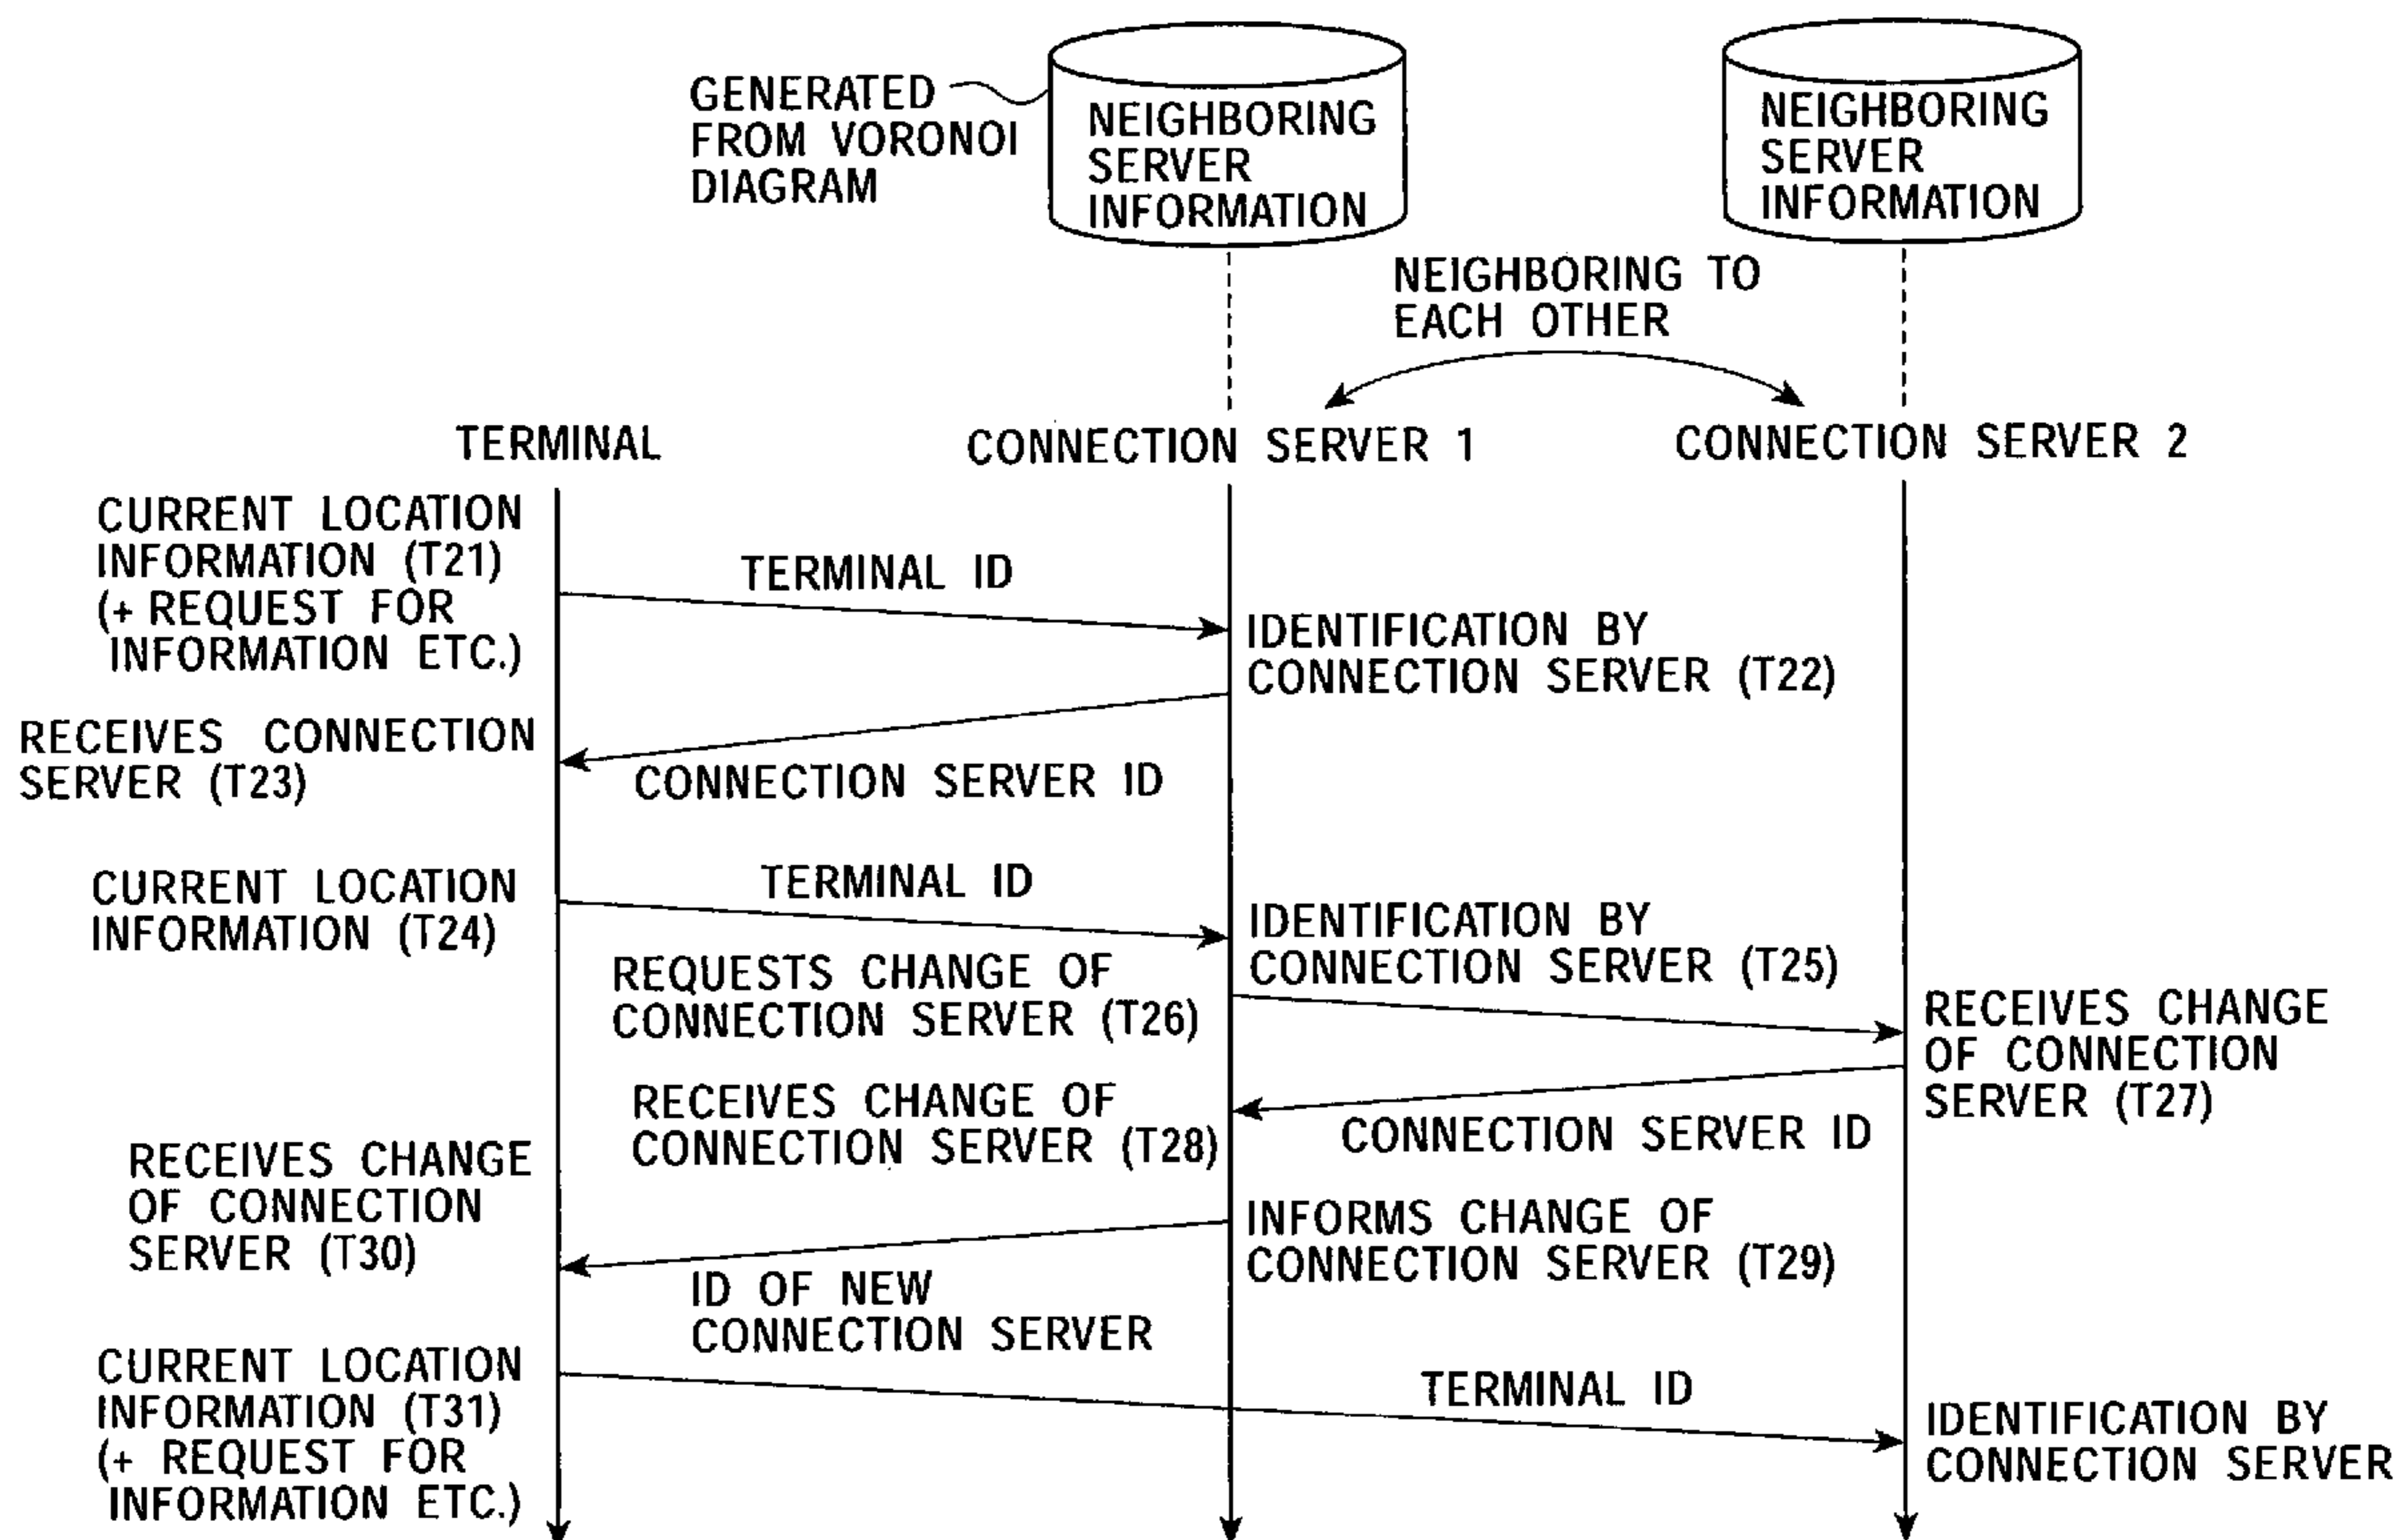 GENERATED
FROM VORONOI
DIAGRAM
NEIGHBORING
SERVER
INFORMATION
NEIGHBORING
SERVER
INFORMATION
NEIGHBORING TO
EACH OTHER
TERMINAL
CONNECTION SERVER 1
CONNECTION SERVER 2
CURRENT LOCATION
INFORMATION (T21)
(+ REQUEST FOR
INFORMATION ETC.)
TERMINAL ID
IDENTIFICATION BY
CONNECTION SERVER (T22)
RECEIVES CONNECTION
SERVER (T23)
CONNECTION SERVER ID
CURRENT LOCATION
INFORMATION (T24)
TERMINAL ID
IDENTIFICATION BY
CONNECTION SERVER (T25)
REQUESTS CHANGE OF
CONNECTION SERVER (T26)
RECEIVES CHANGE
OF CONNECTION
SERVER (T27)
RECEIVES CHANGE OF
CONNECTION SERVER (T28)
CONNECTION SERVER ID
RECEIVES CHANGE
OF CONNECTION
SERVER (T30)
INFORMS CHANGE OF
CONNECTION SERVER (T29)
ID OF NEW
CONNECTION SERVER
CURRENT LOCATION
INFORMATION (T31)
(+ REQUEST FOR
INFORMATION ETC.)
TERMINAL ID
IDENTIFICATION BY
CONNECTION SERVER